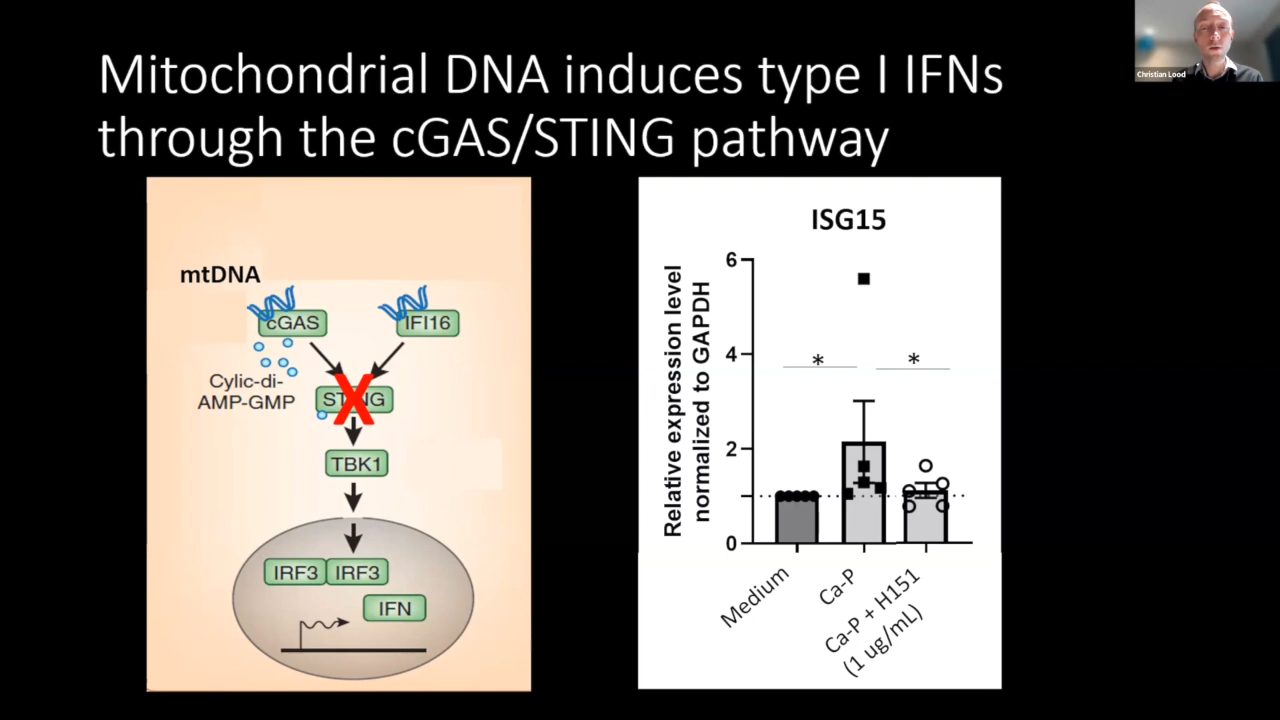 Mitochondrial DNA induces type I IFNs
through the cGAS/STING pathway
Christian Lood
mtDNA
cGAS
IFI16
Cylic-di-
AMP-GMP
STING
TBK1
IRF3
IRF3
IFN
ISG15
Relative expression level
normalized to GAPDH
6
4
2
0
*
*
Medium
Ca-P
Ca-P + H151
(1 ug/mL)